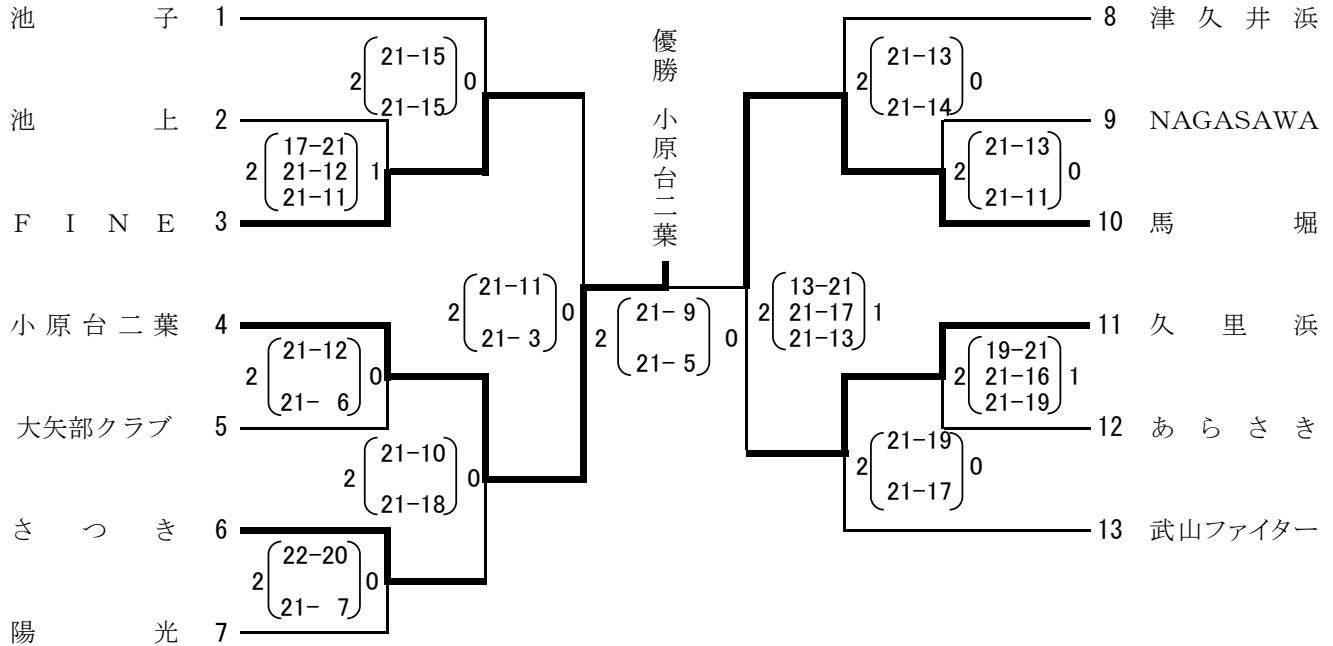 池子 1
2 21-15 0
21-15
池上 2
17-21
2 21-12 1
21-11
FINE 3
小原台二葉 4
21-12
2 0
21- 6
大矢部クラブ 5
さつき 6
22-20
2 0
21- 7
陽光 7
21-10
2 0
21-18
21-11
2 0
21- 3
優勝 小原台二葉
21- 9
2 0
21- 5
8 津久井浜
21-13
2 0
21-14
9 NAGASAWA
21-13
2 0
21-11
10 馬堀
13-21
2 21-17 1
21-13
11 久里浜
19-21
2 21-16 1
21-19
12 あらさき
21-19
2 0
21-17
13 武山ファイター